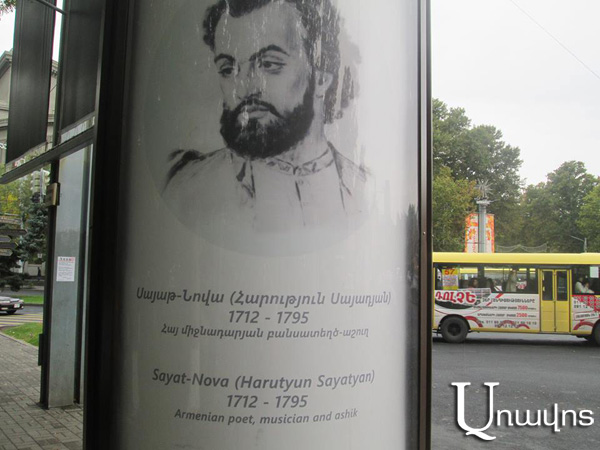 Սայաթ-Նովա (Հարություն Սայադյան)
1712 - 1795
Հայ միջնադարյան բանաստեղծ-աշուղ
Sayat-Nova (Harutyun Sayatyan)
1712 - 1795
Armenian poet, musician and ashik
Առավոտ